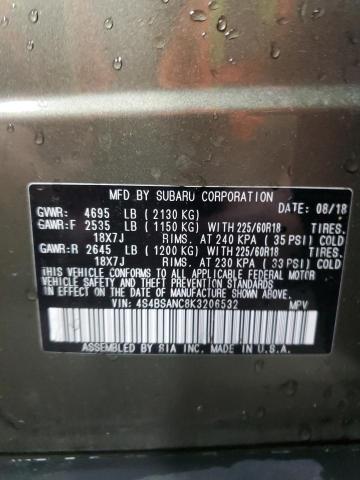 MFD BY SUBARU CORPORATION
GVWR: 4695 LB (2130 KG) DATE: 08/18
GAWR:F 2535 LB (1150 KG) WITH 225/60R18 TIRES.
18X7J RIMS. AT 240 KPA (35 PSI) COLD
GAWR:R 2645 LB (1200 KG) WITH 225/60R18 TIRES.
18X7J RIMS. AT 230 KPA (33 PSI) COLD
THIS VEHICLE CONFORMS TO ALL APPLICABLE FEDERAL MOTOR
VEHICLE SAFETY AND THEFT PREVENTION STANDARDS IN
EFFECT ON THE DATE OF MANUFACTURE SHOWN ABOVE.
VIN: 4S4BSANC8K3206532 MPV
ASSEMBLED BY SIA INC. MADE IN U.S.A.